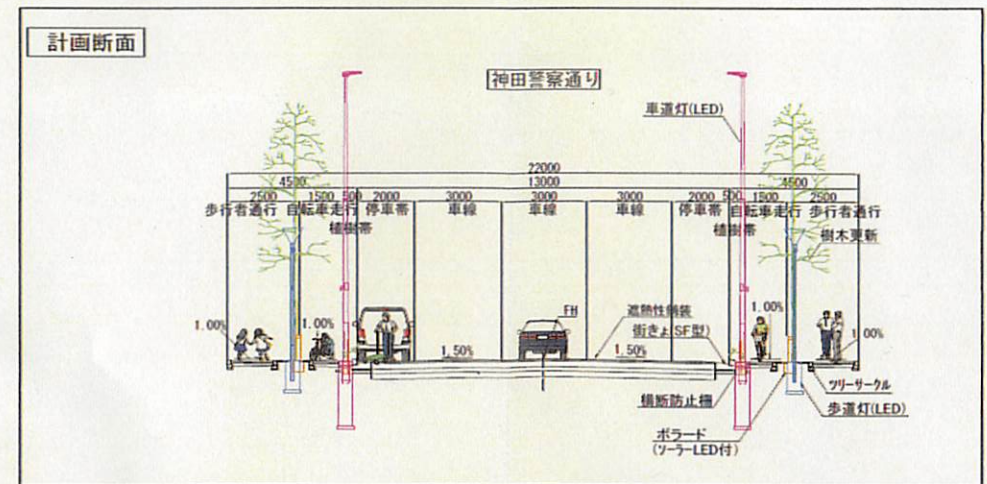 計画断面
神田警察通り
車道灯(LED)
22000
4500 13000 4500
2500 1500 500 2000 3000 3000 3000 2000 500 1500 2500
歩行者通行 自転車走行 停車帯 車線 車線 車線 停車帯 自転車走行 歩行者通行
植樹帯 植樹帯
樹木更新
1.00% 1.00% 1.50% FH 1.50% 1.00% 1.00%
遮熱性舗装
街きょ(SF型)
横断防止柵
ツリーサークル
歩道灯(LED)
ボラード
(ソーラーLED付)